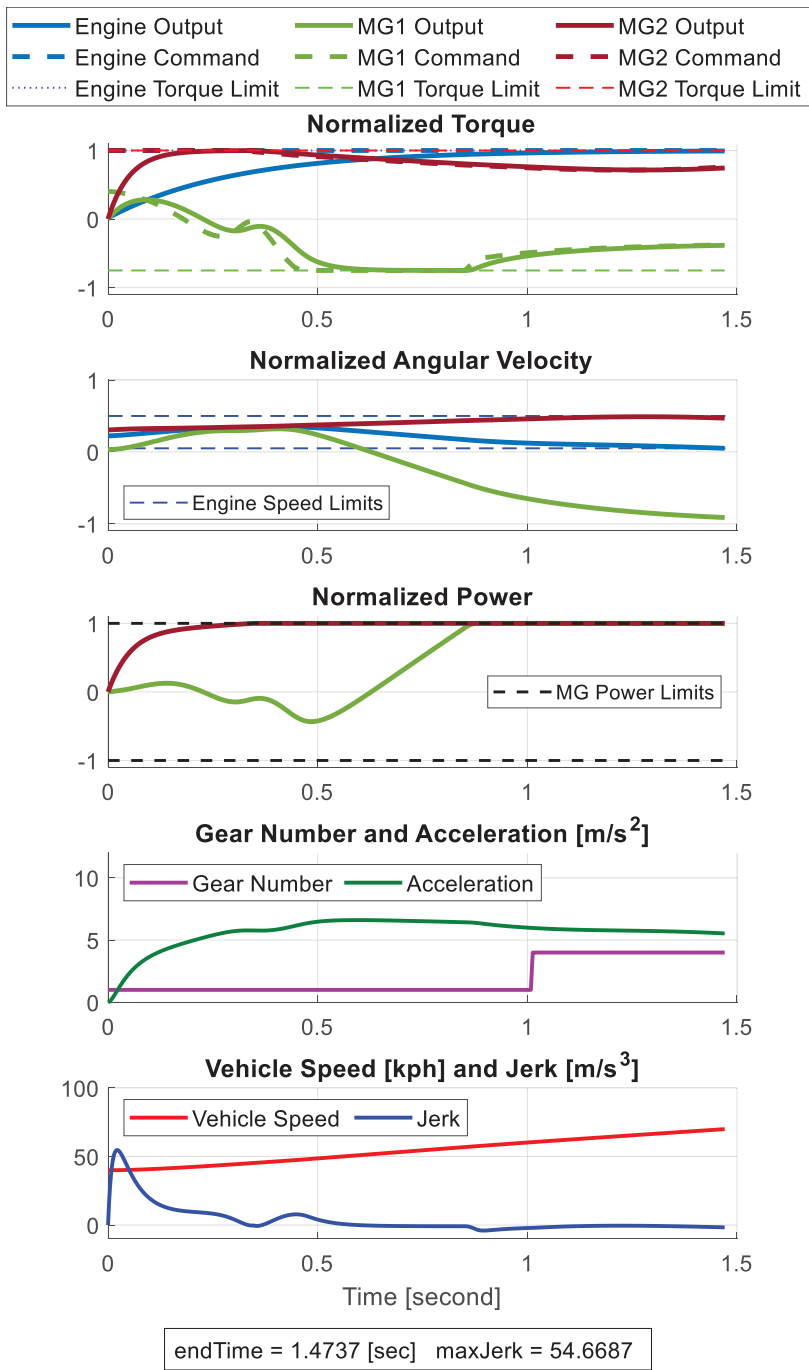 Engine Output MG1 Output MG2 Output
Engine Command MG1 Command MG2 Command
Engine Torque Limit MG1 Torque Limit MG2 Torque Limit
Normalized Torque
1
0
-1
0 0.5 1 1.5
Normalized Angular Velocity
1
0
Engine Speed Limits
-1
0 0.5 1 1.5
Normalized Power
1
0
MG Power Limits
-1
0 0.5 1 1.5
Gear Number and Acceleration [m/s²]
10
Gear Number Acceleration
5
0
0 0.5 1 1.5
Vehicle Speed [kph] and Jerk [m/s³]
100
Vehicle Speed Jerk
50
0
0 0.5 1 1.5
Time [second]
endTime = 1.4737 [sec] maxJerk = 54.6687